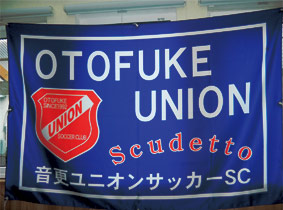 OTOFUKE
UNION
OTOFUKE
SINCE1992
UNION
SOCCER CLUB
Scudetto
音更ユニオンサッカーSC